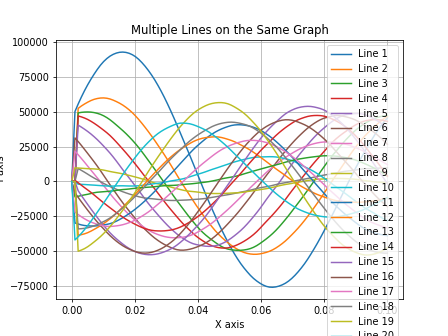 Multiple Lines on the Same Graph
100000
75000
50000
25000
0
−25000
−50000
−75000
0.00
0.02
0.04
0.06
X axis
Line 1
Line 2
Line 3
Line 4
Line 5
Line 6
Line 7
Line 8
Line 9
Line 10
Line 11
Line 12
Line 13
Line 14
Line 15
Line 16
Line 17
Line 18
Line 19
Line 20